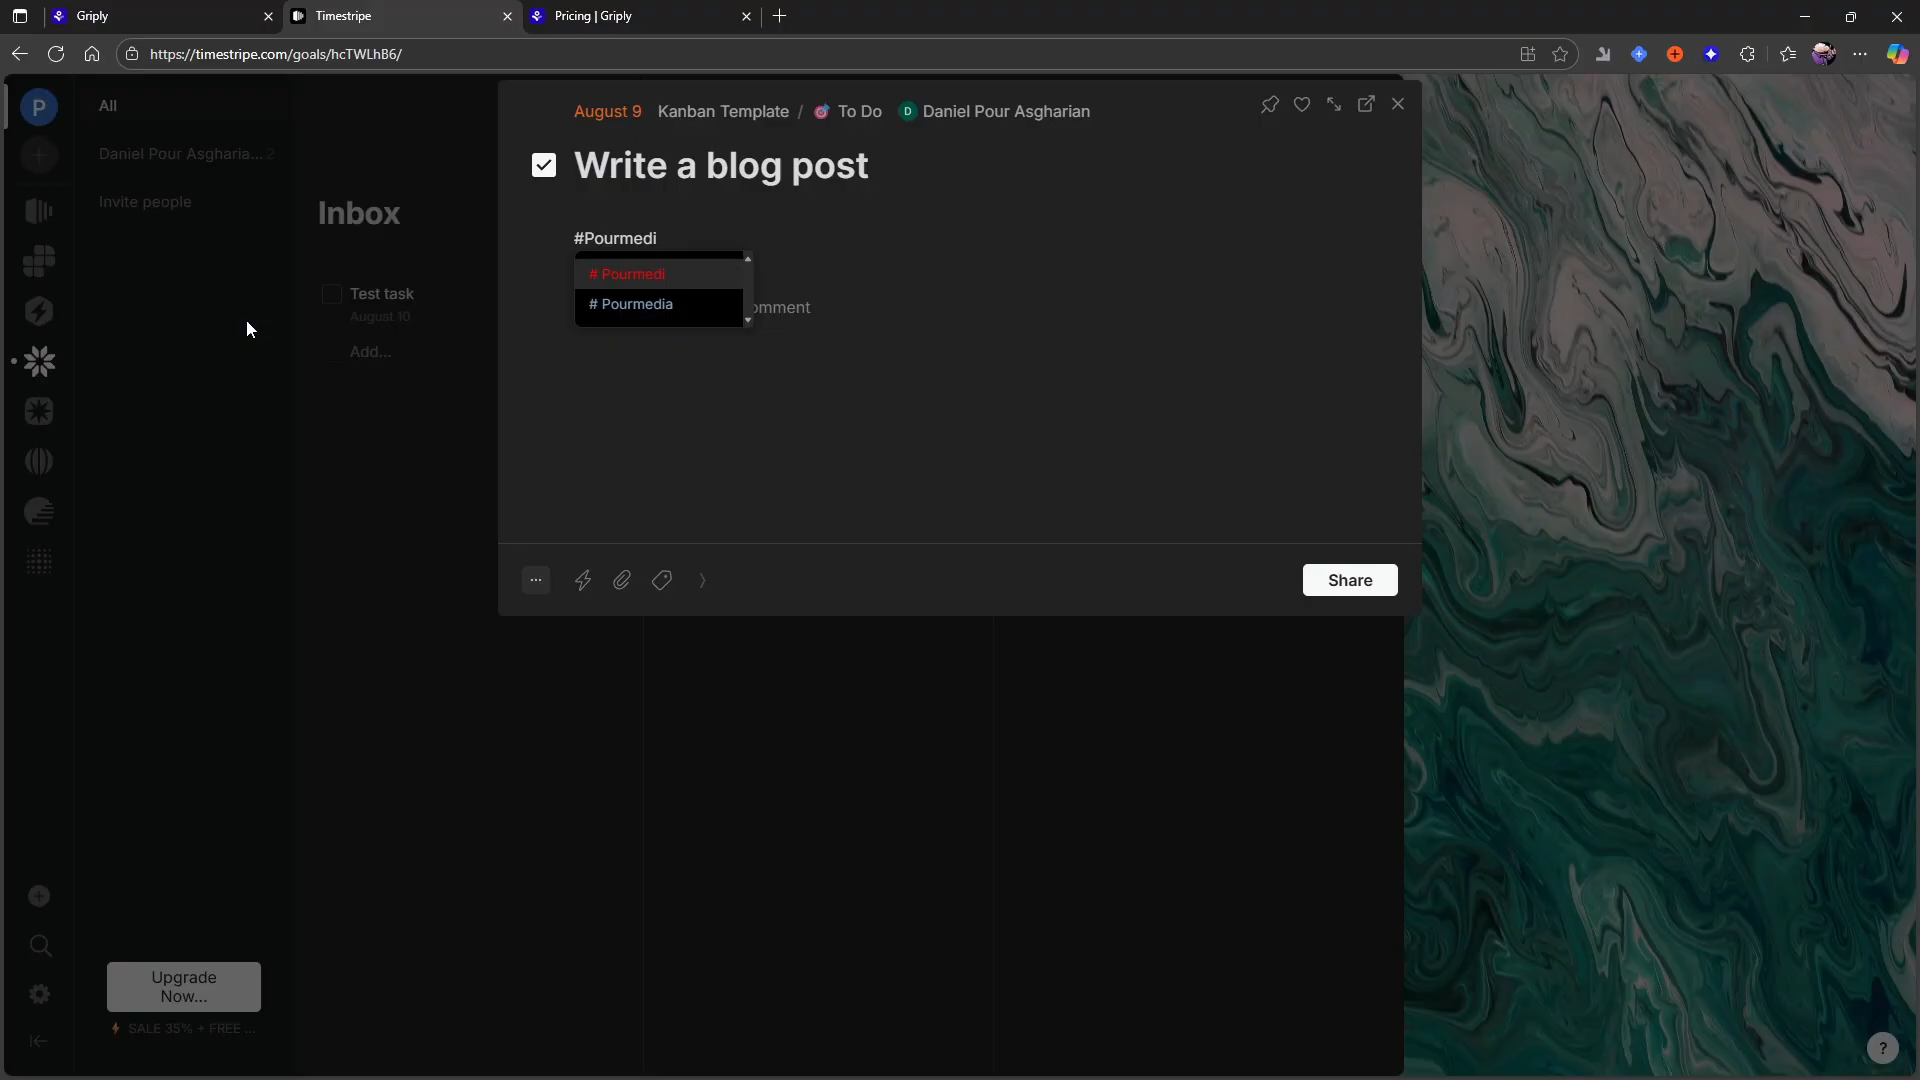 Griply
Timestripe
Pricing | Griply
https://timestripe.com/goals/hcTWLhB6/
P
All
Daniel Pour Asgharia... 2
Invite people
Inbox
Test task
August 10
Add...
August 9 Kanban Template / To Do D Daniel Pour Asgharian
Write a blog post
#Pourmedi
# Pourmedi
# Pourmedia
omment
Share
Upgrade
Now...
SALE 35% + FREE ...
?